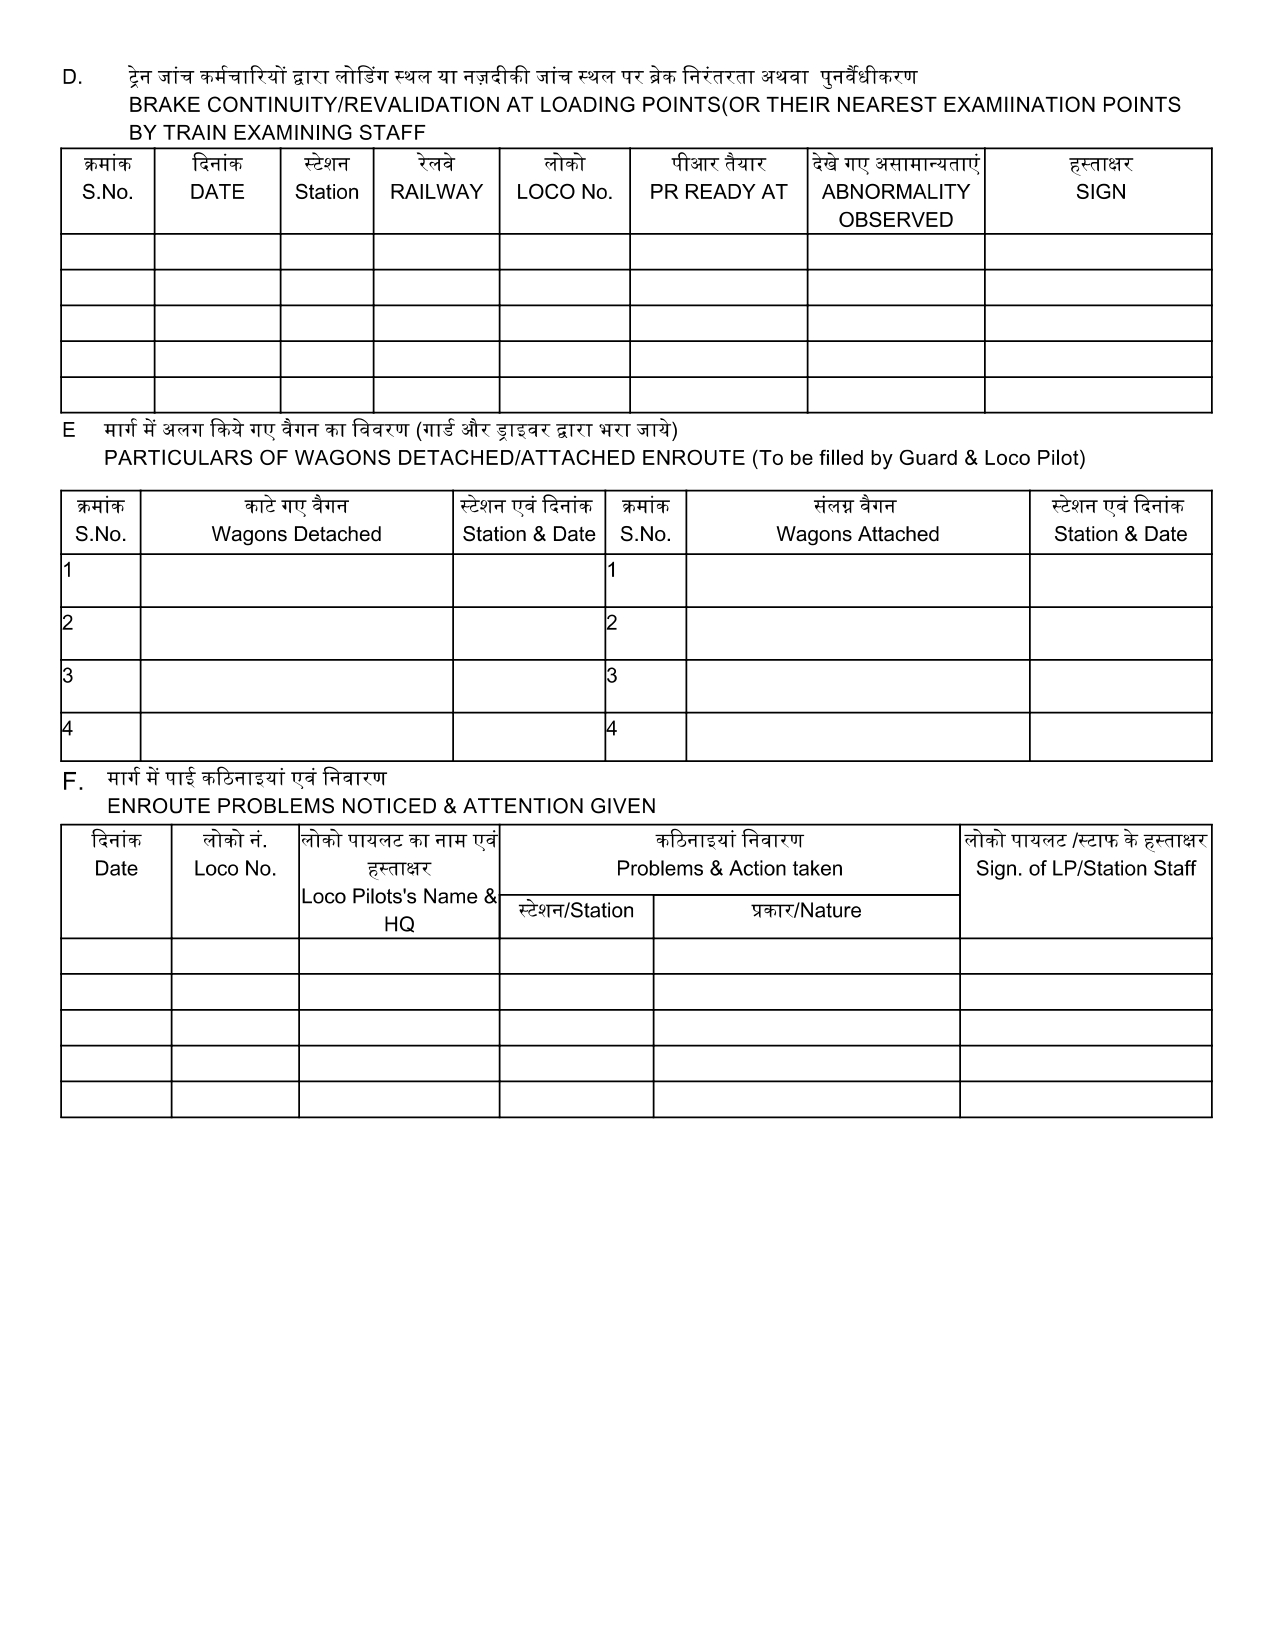 D. ट्रेन जांच कर्मचारियों द्वारा लोडिंग स्थल या नज़दीकी जांच स्थल पर ब्रेक निरंतरता अथवा पुनर्वैधीकरण
BRAKE CONTINUITY/REVALIDATION AT LOADING POINTS(OR THEIR NEAREST EXAMIINATION POINTS
BY TRAIN EXAMINING STAFF
क्रमांक दिनांक स्टेशन रेलवे लोको पीआर तैयार देखे गए असामान्यताएं हस्ताक्षर
S.No. DATE Station RAILWAY LOCO No. PR READY AT ABNORMALITY SIGN
OBSERVED
E मार्ग में अलग किये गए वैगन का विवरण (गार्ड और ड्राइवर द्वारा भरा जाये)
PARTICULARS OF WAGONS DETACHED/ATTACHED ENROUTE (To be filled by Guard & Loco Pilot)
क्रमांक काटे गए वैगन स्टेशन एवं दिनांक क्रमांक संलग्न वैगन स्टेशन एवं दिनांक
S.No. Wagons Detached Station & Date S.No. Wagons Attached Station & Date
1 1
2 2
3 3
4 4
F. मार्ग में पाई कठिनाइयां एवं निवारण
ENROUTE PROBLEMS NOTICED & ATTENTION GIVEN
दिनांक लोको नं. लोको पायलट का नाम एवं कठिनाइयां निवारण लोको पायलट /स्टाफ के हस्ताक्षर
Date Loco No. हस्ताक्षर Problems & Action taken Sign. of LP/Station Staff
Loco Pilots's Name &
स्टेशन/Station प्रकार/Nature
HQ